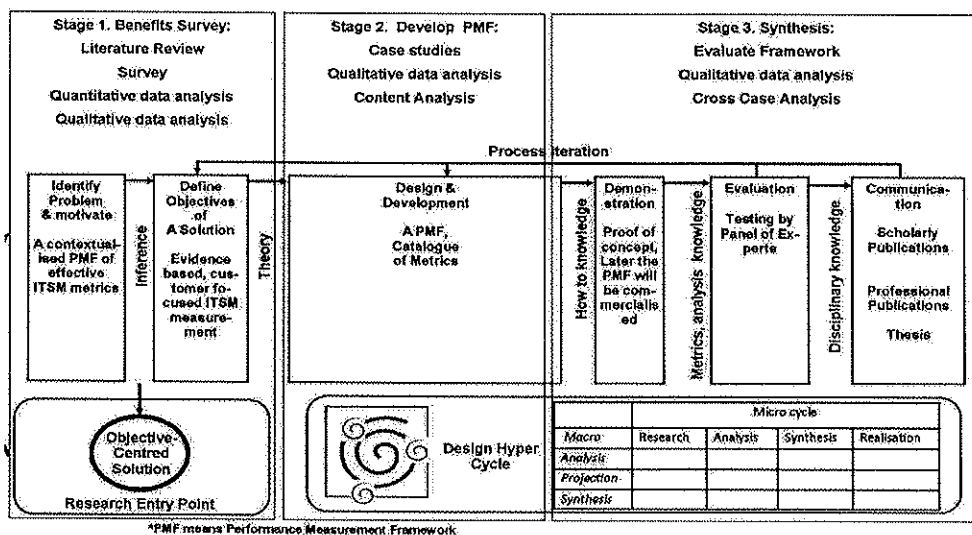 Stage 1. Benefits Survey:
Literature Review
Survey
Quantitative data analysis
Qualitative data analysis
Stage 2. Develop PMF:
Case studies
Qualitative data analysis
Content Analysis
Stage 3. Synthesis:
Evaluate Framework
Qualitative data analysis
Cross Case Analysis
Process Iteration
Identify
Problem
& motivate
A contextual-
ised PMF of
effective
ITSM metrics
Inference
Define
Objectives
of
A Solution
Evidence
based, cus-
tomer fo-
cused ITSM
measure-
ment
Theory
Design &
Development
A PMF,
Catalogue
of Metrics
How to knowledge
Demon-
stration
Proof of
concept,
Later the
PMF will
be com-
mercialis
ed
Metrics, analysis knowledge
Evaluation
Testing by
Panel of Ex-
perts
Disciplinary knowledge
Communica-
tion
Scholarly
Publications
Professional
Publications
Thesis
Objective-
Centred
Solution
Research Entry Point
Design Hyper
Cycle
Micro cycle
Macro Research Analysis Synthesis Realisation
Analysis
Projection
Synthesis
*PMF means Performance Measurement Framework